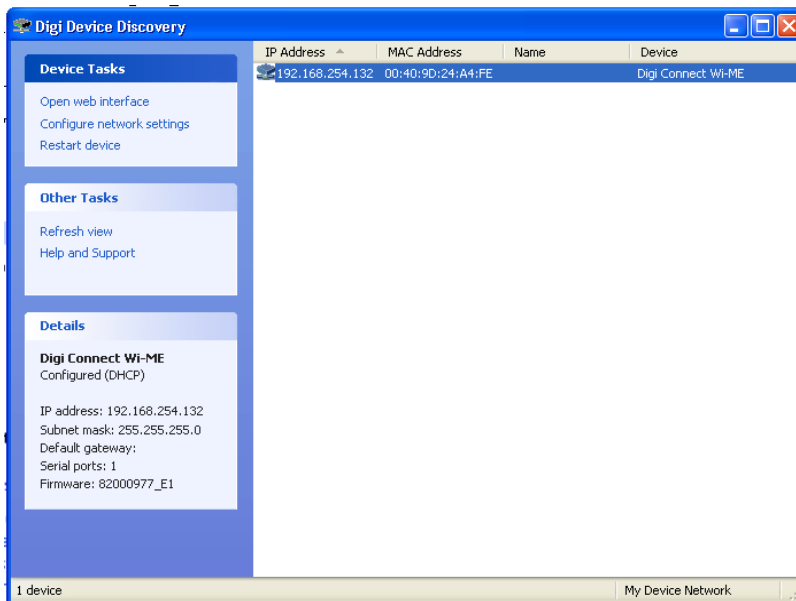 Digi Device Discovery
Device Tasks
Open web interface
Configure network settings
Restart device
Other Tasks
Refresh view
Help and Support
Details
Digi Connect Wi-ME
Configured (DHCP)
IP address: 192.168.254.132
Subnet mask: 255.255.255.0
Default gateway:
Serial ports: 1
Firmware: 82000977_E1
IP Address MAC Address Name Device
192.168.254.132 00:40:9D:24:A4:FE Digi Connect Wi-ME
1 device My Device Network